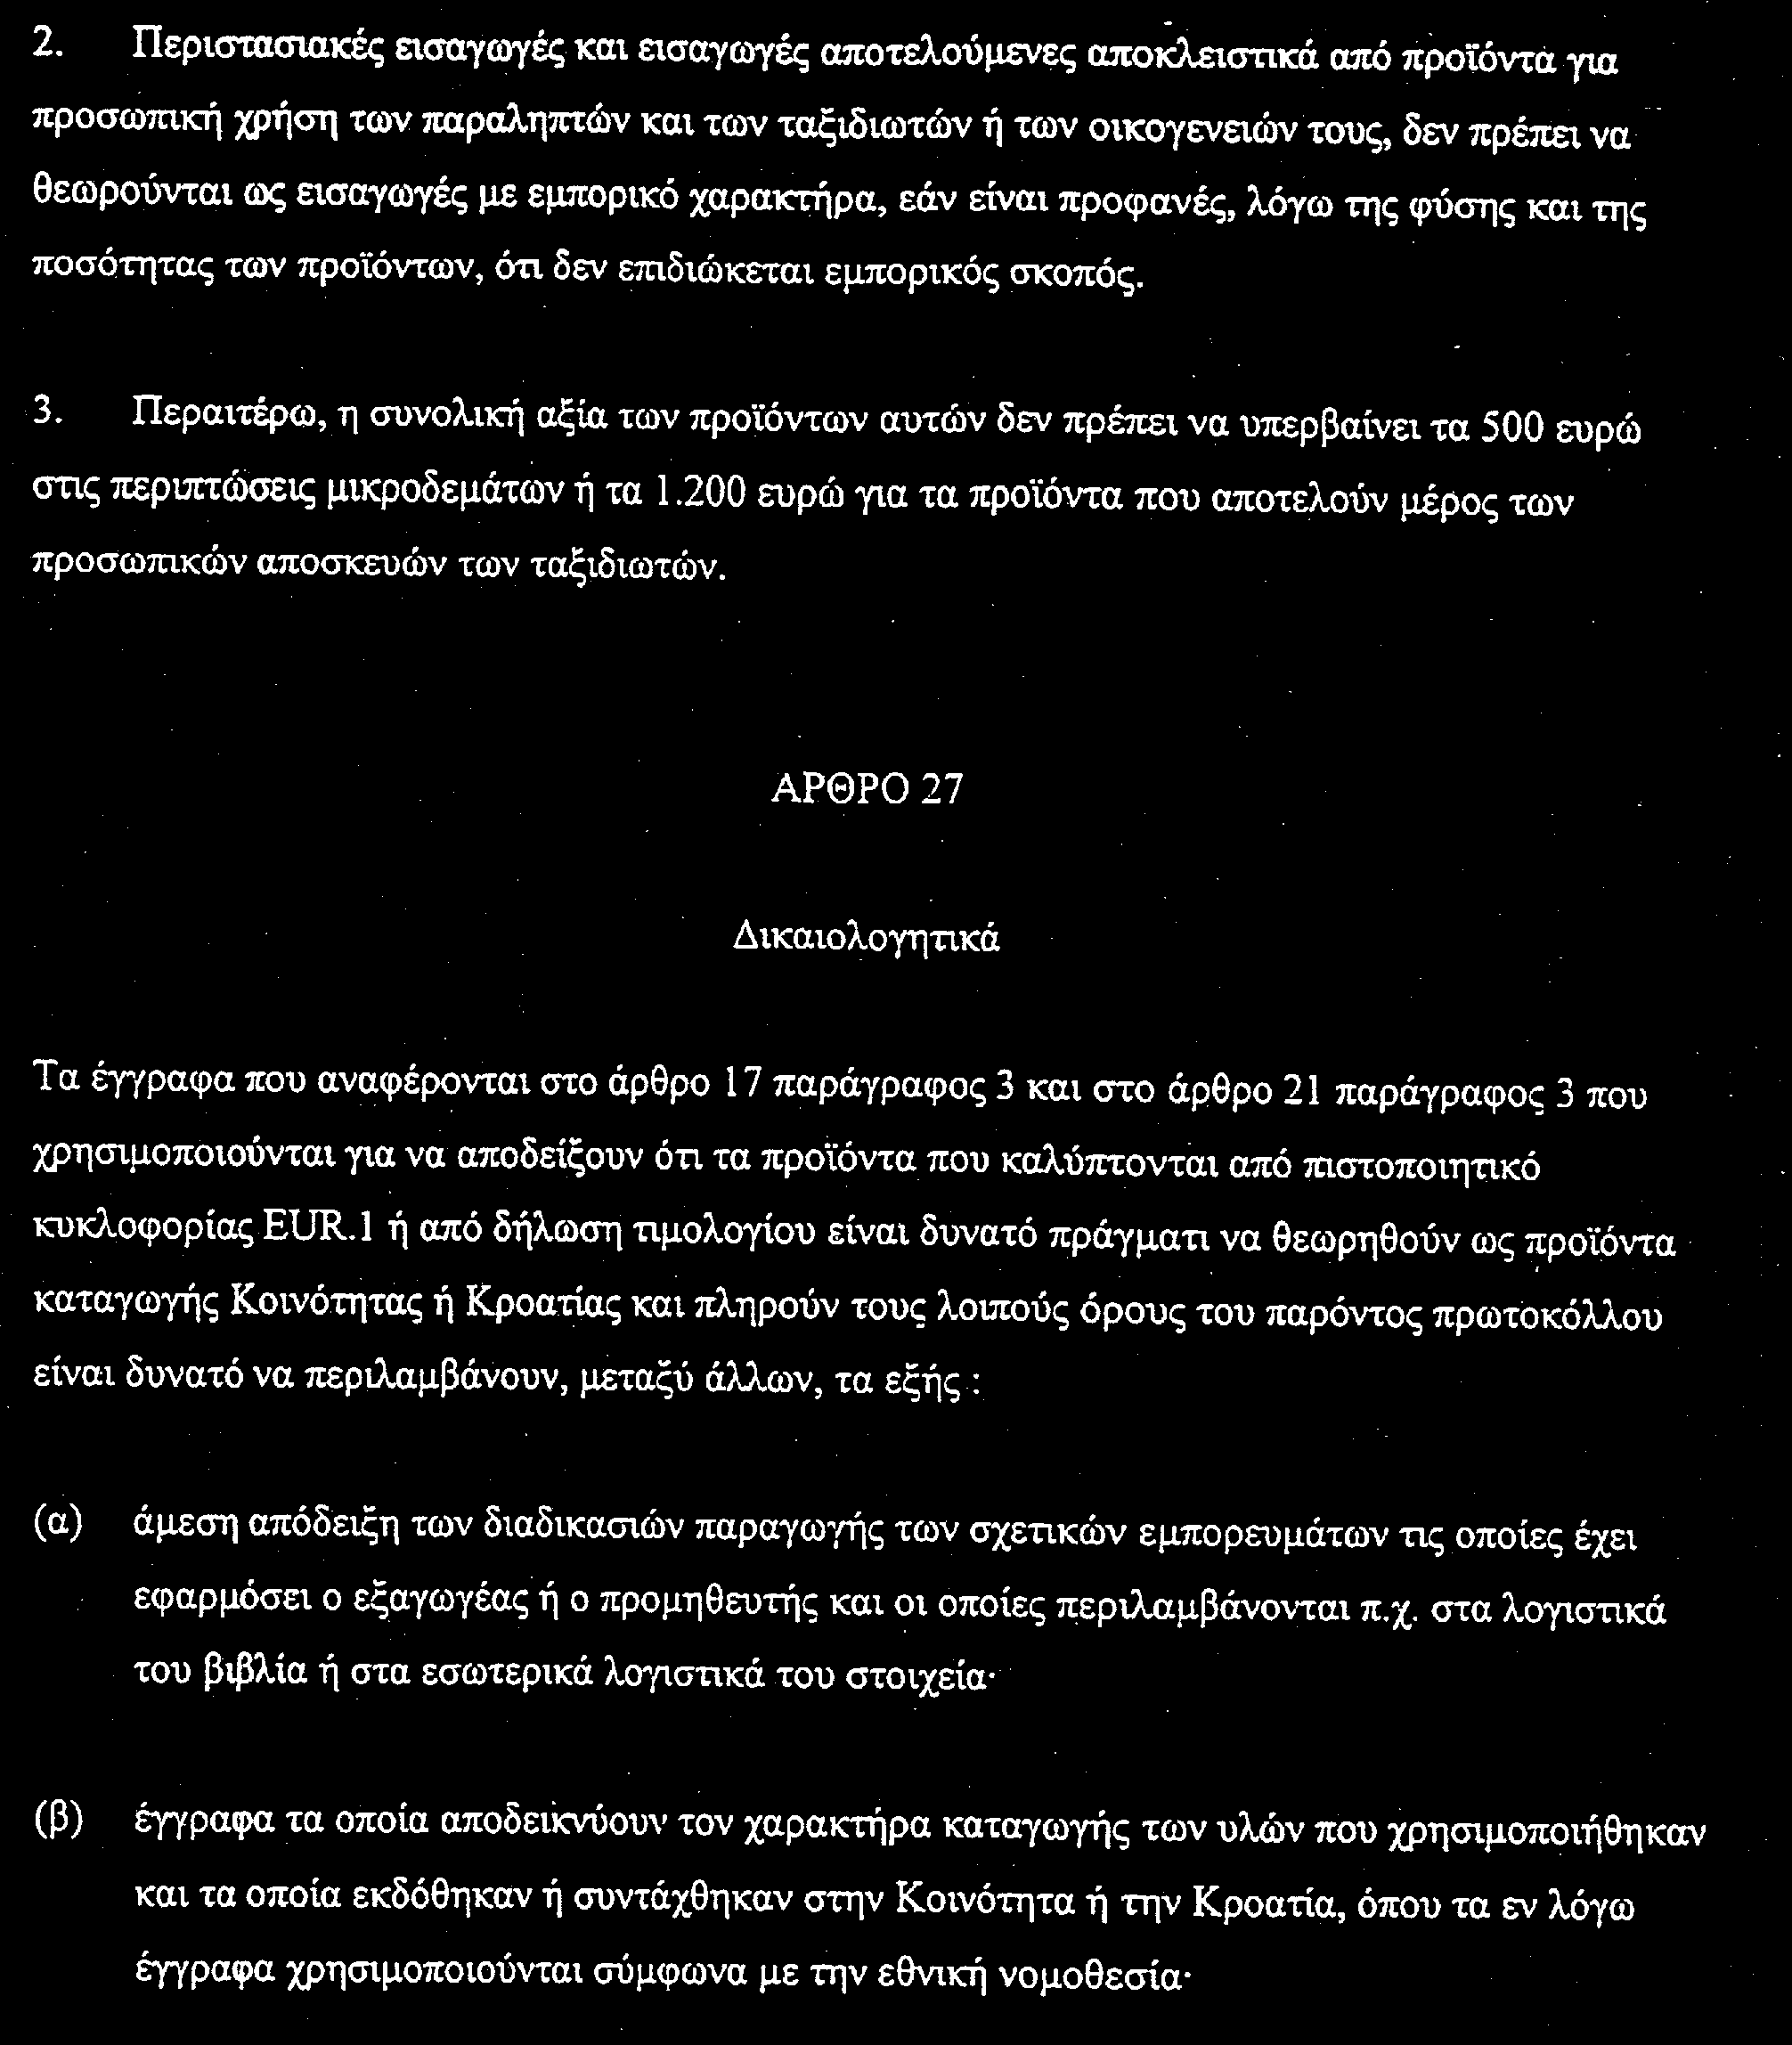 2. Περιστασιακές εισαγωγές και εισαγωγές αποτελούμενες αποκλειστικά από προϊόντα για
προσωπική χρήση των παραληπτών και των ταξιδιωτών ή των οικογενειών τους, δεν πρέπει να
θεωρούνται ως εισαγωγές με εμπορικό χαρακτήρα, εάν είναι προφανές, λόγω της φύσης και της
ποσότητας των προϊόντων, ότι δεν επιδιώκεται εμπορικός σκοπός.
3. Περαιτέρω, η συνολική αξία των προϊόντων αυτών δεν πρέπει να υπερβαίνει τα 500 ευρώ
στις περιπτώσεις μικροδεμάτων ή τα 1.200 ευρώ για τα προϊόντα που αποτελούν μέρος των
προσωπικών αποσκευών των ταξιδιωτών.
ΑΡΘΡΟ 27
Δικαιολογητικά
Τα έγγραφα που αναφέρονται στο άρθρο 17 παράγραφος 3 και στο άρθρο 21 παράγραφος 3 που
χρησιμοποιούνται για να αποδείξουν ότι τα προϊόντα που καλύπτονται από πιστοποιητικό
κυκλοφορίας EUR.1 ή από δήλωση τιμολογίου είναι δυνατό πράγματι να θεωρηθούν ως προϊόντα
καταγωγής Κοινότητας ή Κροατίας και πληρούν τους λοιπούς όρους του παρόντος πρωτοκόλλου
είναι δυνατό να περιλαμβάνουν, μεταξύ άλλων, τα εξής :
(α) άμεση απόδειξη των διαδικασιών παραγωγής των σχετικών εμπορευμάτων τις οποίες έχει
εφαρμόσει ο εξαγωγέας ή ο προμηθευτής και οι οποίες περιλαμβάνονται π.χ. στα λογιστικά
του βιβλία ή στα εσωτερικά λογιστικά του στοιχεία·
(β) έγγραφα τα οποία αποδεικνύουν τον χαρακτήρα καταγωγής των υλών που χρησιμοποιήθηκαν
και τα οποία εκδόθηκαν ή συντάχθηκαν στην Κοινότητα ή την Κροατία, όπου τα εν λόγω
έγγραφα χρησιμοποιούνται σύμφωνα με την εθνική νομοθεσία·